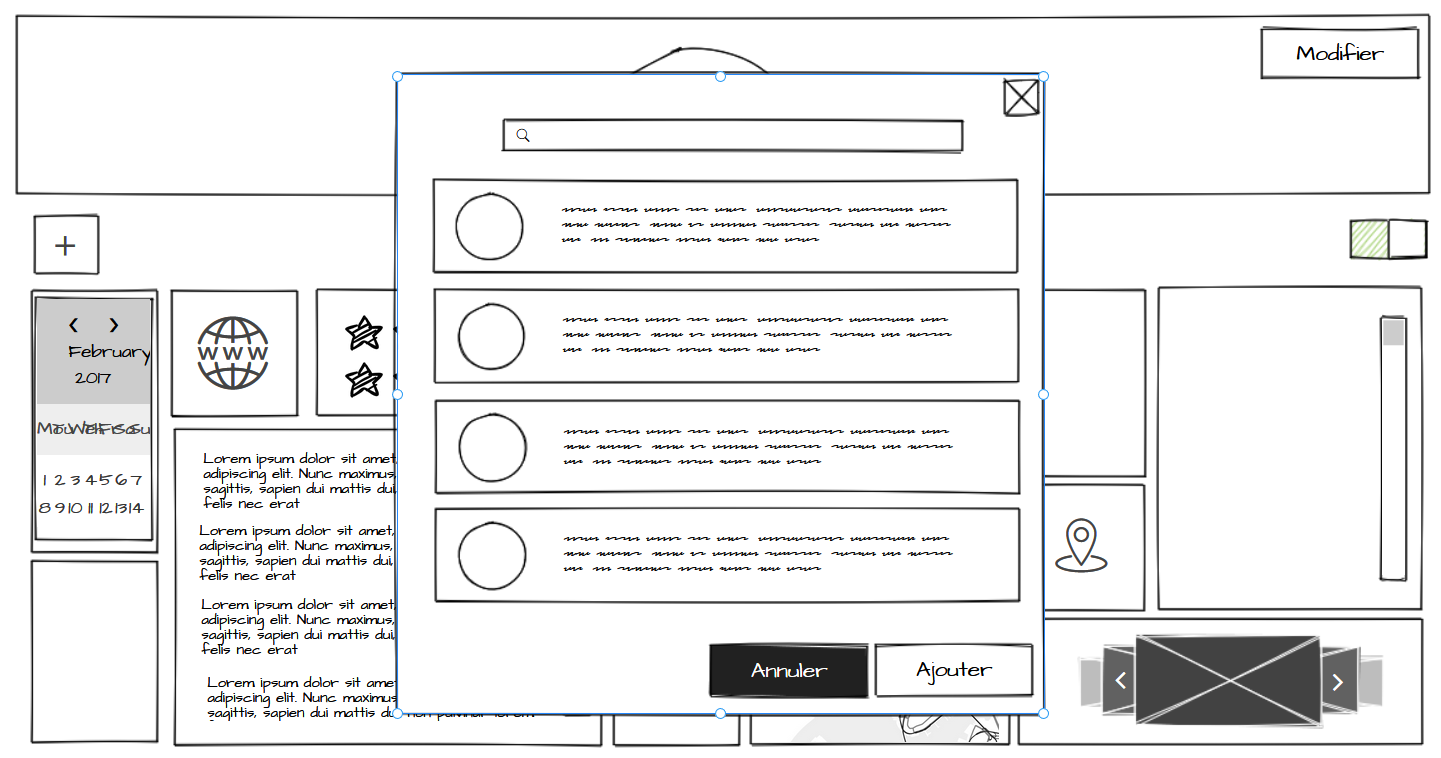 Modifier
February
2017
1 2 3 4 5 6 7
8 9 10 11 12 13 14
WWW
Lorem ipsum dolor sit amet,
adipiscing elit. Nunc maximus,
sagittis, sapien dui mattis dui,
felis nec erat
Lorem ipsum dolor sit amet,
adipiscing elit. Nunc maximus,
sagittis, sapien dui mattis dui,
felis nec erat
Lorem ipsum dolor sit amet,
adipiscing elit. Nunc maximus,
sagittis, sapien dui mattis dui,
felis nec erat
Lorem ipsum dolor sit amet,
adipiscing elit. Nunc maximus
sagittis, sapien dui mattis
Annuler
Ajouter